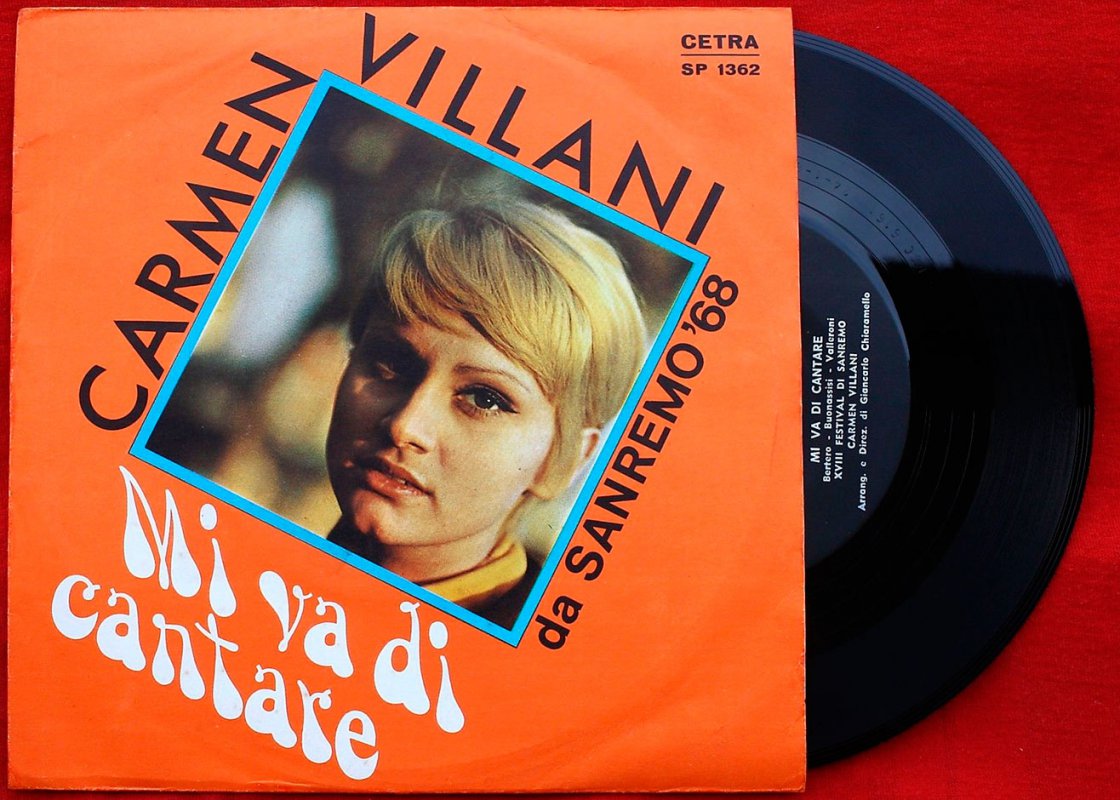 CARMEN VILLANI
CETRA
SP 1362
da SANREMO '68
Mi va di
cantare
MI VA DI CANTARE
Bertero - Buonassisi - Valleroni
XVIII FESTIVAL DI SANREMO
CARMEN VILLANI
Arrang. e Direz. di Giancarlo Chiaramello